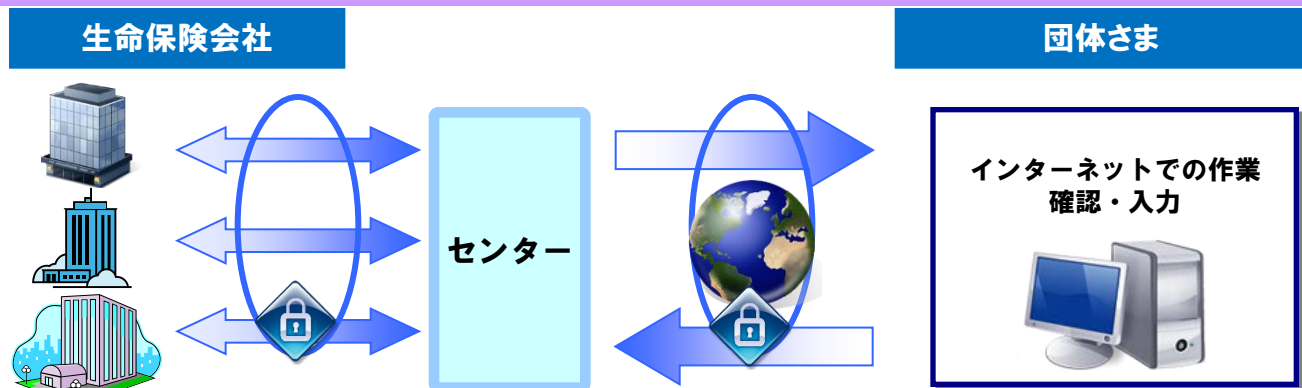 生命保険会社
団体さま
センター
インターネットでの作業
確認・入力